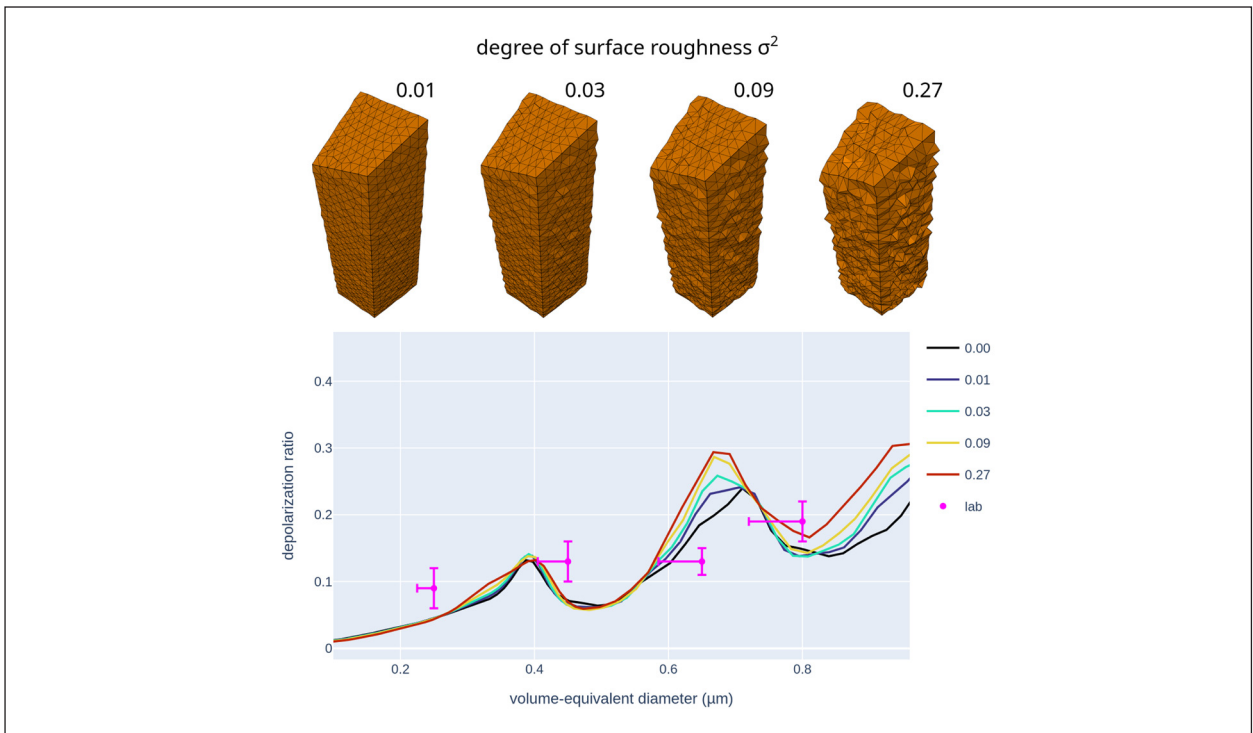 degree of surface roughness σ²
0.01 0.03 0.09 0.27
depolarization ratio
0.4
0.3
0.2
0.1
0
0.2 0.4 0.6 0.8
volume-equivalent diameter (µm)
0.00
0.01
0.03
0.09
0.27
lab